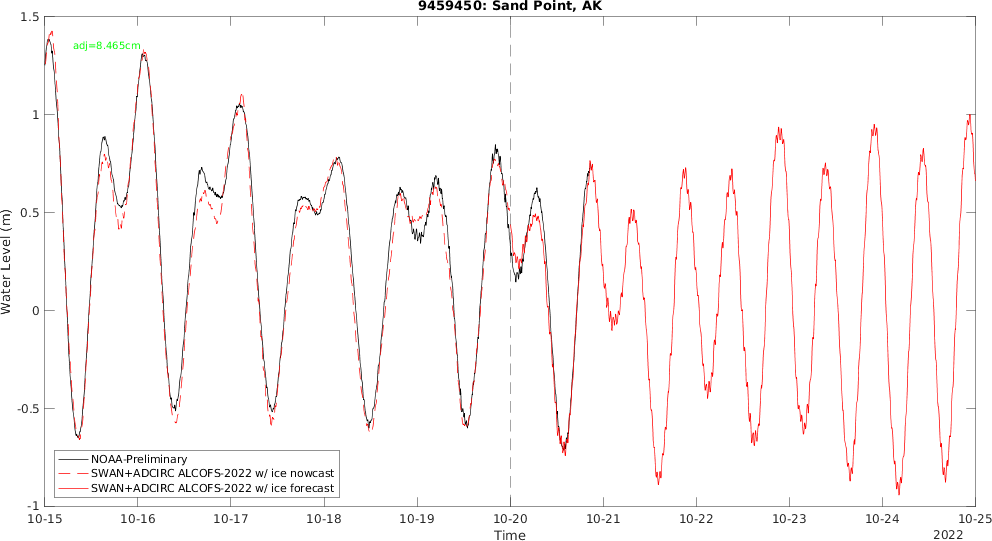 9459450: Sand Point, AK
adj=8.465cm
Water Level (m)
1.5
1
0.5
0
-0.5
-1
NOAA-Preliminary
SWAN+ADCIRC ALCOFS-2022 w/ ice nowcast
SWAN+ADCIRC ALCOFS-2022 w/ ice forecast
10-15 10-16 10-17 10-18 10-19 10-20 10-21 10-22 10-23 10-24 10-25
Time
2022